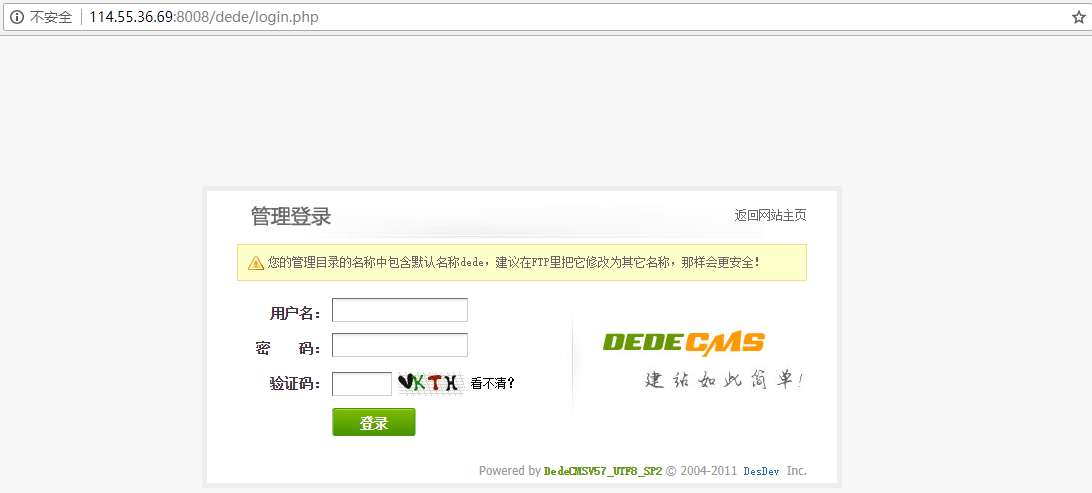 不安全 114.55.36.69:8008/dede/login.php
管理登录
返回网站主页
您的管理目录的名称中包含默认名称dede，建议在FTP里把它修改为其它名称，那样会更安全！
用户名：
密 码：
验证码： VKTH 看不清？
登录
DEDECMS
建站如此简单！
Powered by DedeCMSV57_UTF8_SP2 © 2004-2011 DesDev Inc.